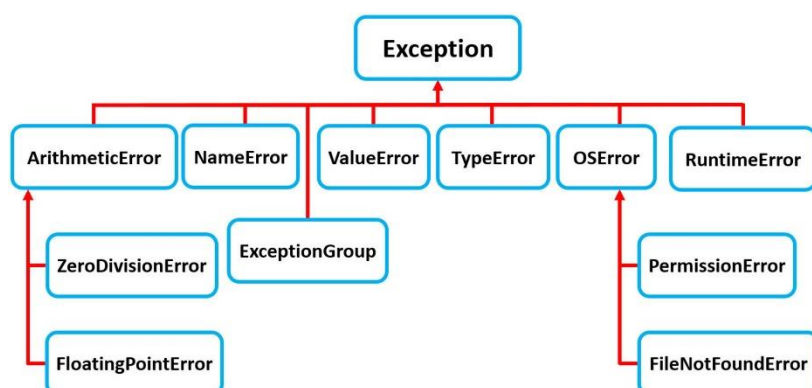 Exception
ArithmeticError
NameError
ValueError
TypeError
OSError
RuntimeError
ZeroDivisionError
ExceptionGroup
PermissionError
FloatingPointError
FileNotFoundError